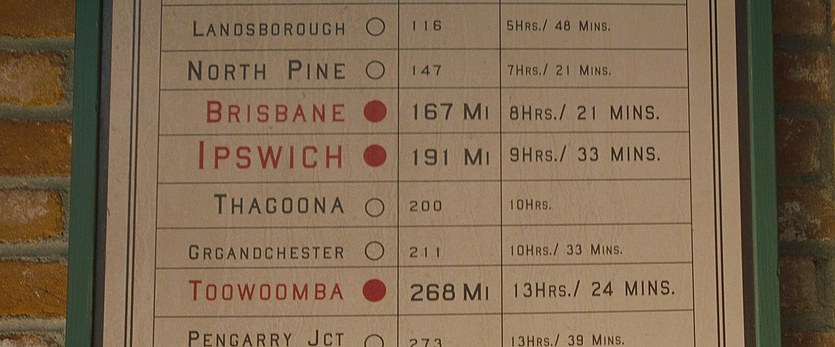 LANDSBOROUGH 116 5HRS./ 48 MINS.
NORTH PINE 147 7HRS./ 21 MINS.
BRISBANE 167 MI 8HRS./ 21 MINS.
IPSWICH 191 MI 9HRS./ 33 MINS.
THAGOONA 200 10HRS.
GRGANDCHESTER 211 10HRS./ 33 MINS.
TOOWOOMBA 268 MI 13HRS./ 24 MINS.
PENGARRY JCT 273 13HRS./ 39 MINS.